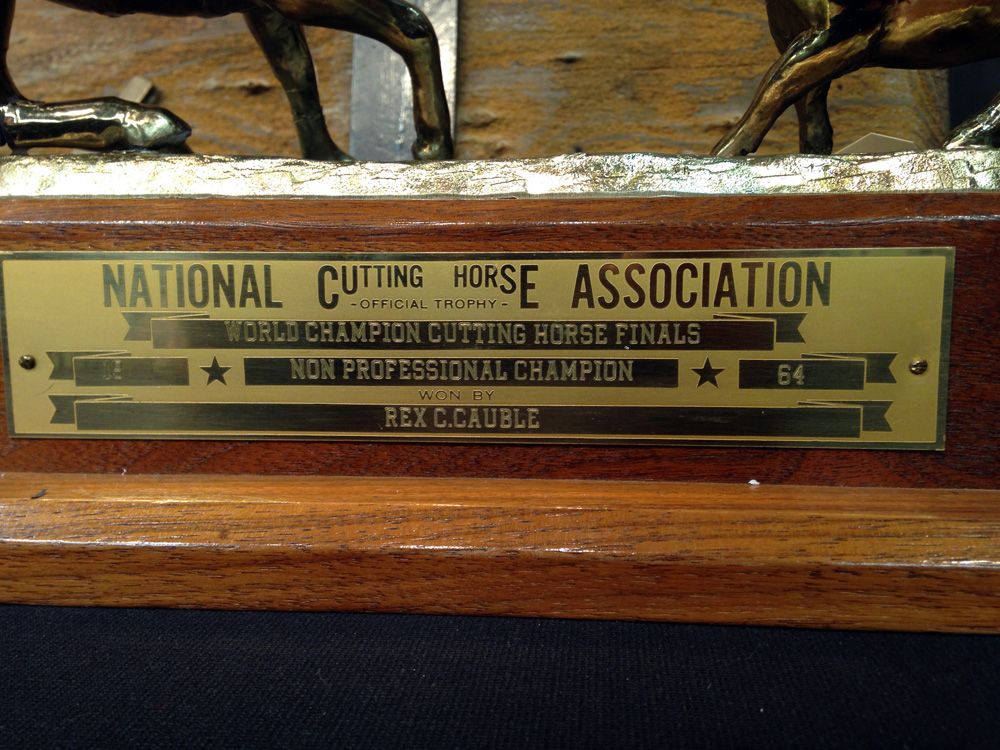 NATIONAL CUTTING HORSE ASSOCIATION
-OFFICIAL TROPHY-
WORLD CHAMPION CUTTING HORSE FINALS
NON PROFESSIONAL CHAMPION 64
WON BY
REX C.CAUBLE